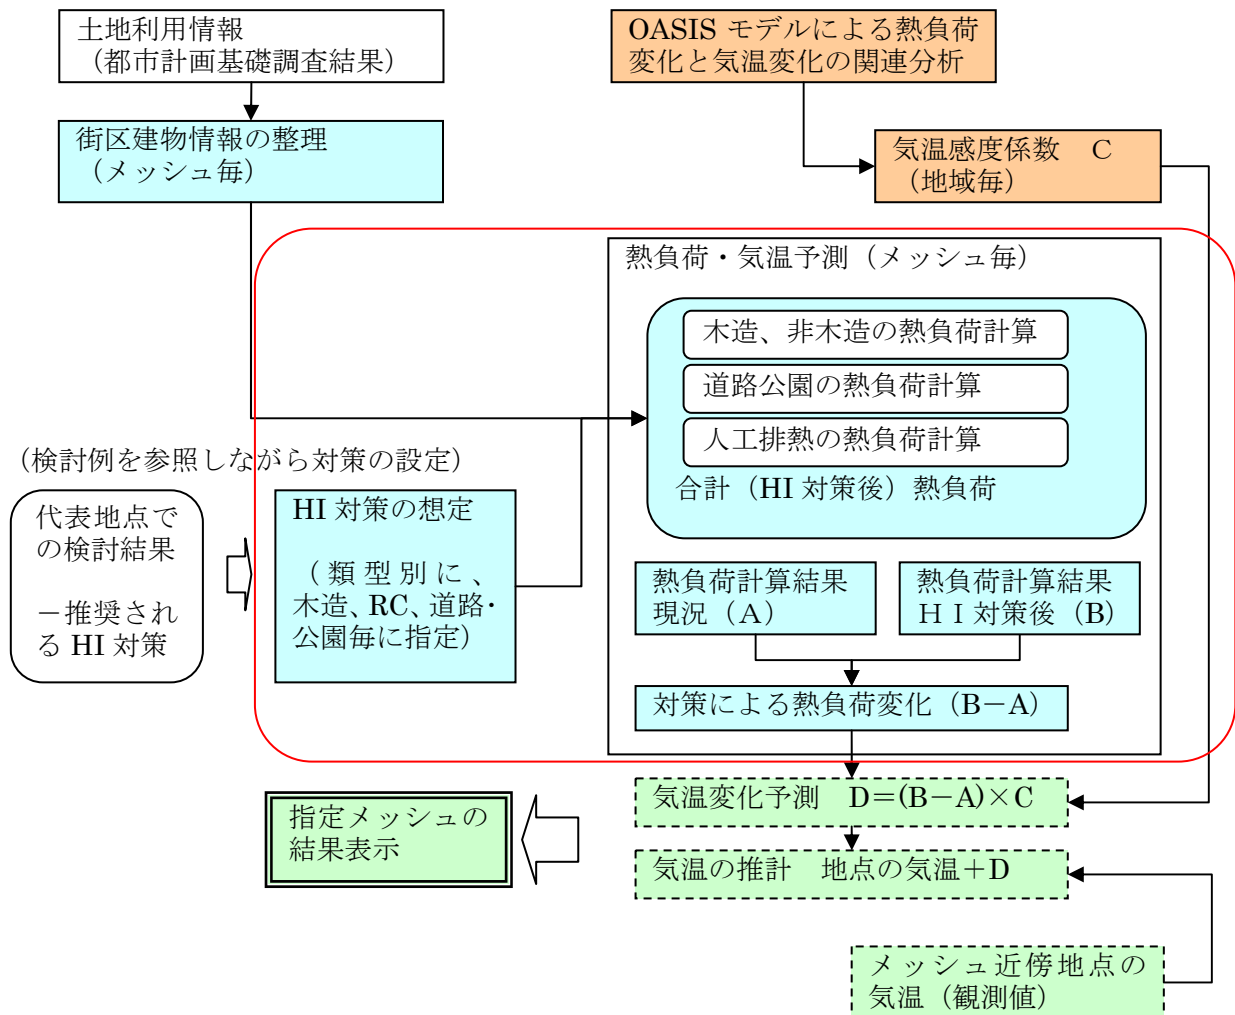 土地利用情報
（都市計画基礎調査結果）
OASIS モデルによる熱負荷
変化と気温変化の関連分析
街区建物情報の整理
（メッシュ毎）
気温感度係数　C
（地域毎）
熱負荷・気温予測（メッシュ毎）
木造、非木造の熱負荷計算
道路公園の熱負荷計算
人工排熱の熱負荷計算
合計（HI 対策後）熱負荷
（検討例を参照しながら対策の設定）
代表地点で
の検討結果
－推奨され
る HI 対策
HI 対策の想定
（類型別に、
木造、RC、道路・
公園毎に指定）
熱負荷計算結果
現況（A）
熱負荷計算結果
ＨＩ対策後（B）
対策による熱負荷変化（B－A）
気温変化予測　D＝(B－A)×C
指定メッシュの
結果表示
気温の推計　地点の気温＋D
メッシュ近傍地点の
気温（観測値）